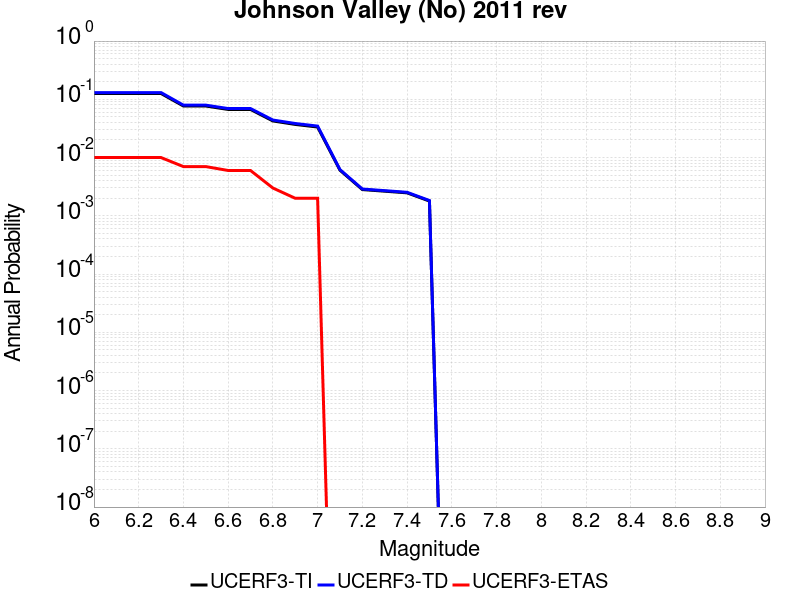 Johnson Valley (No) 2011 rev
10^0
10^-1
10^-2
10^-3
10^-4
10^-5
10^-6
10^-7
10^-8
Annual Probability
6 6.2 6.4 6.6 6.8 7 7.2 7.4 7.6 7.8 8 8.2 8.4 8.6 8.8 9
Magnitude
UCERF3-TI UCERF3-TD UCERF3-ETAS